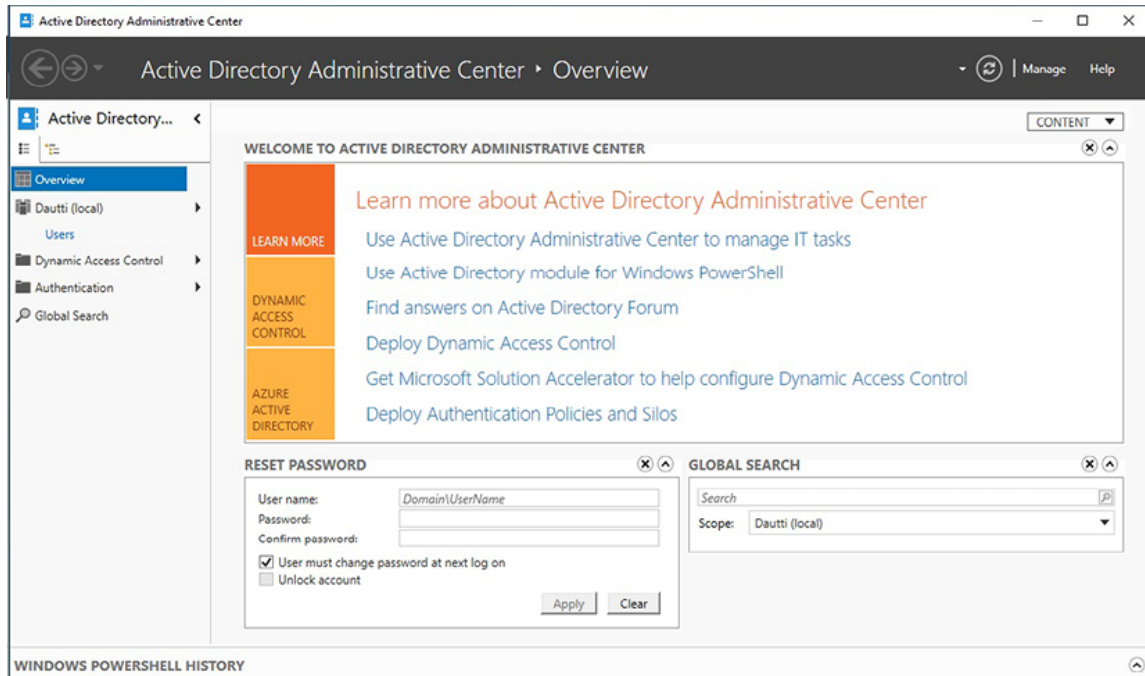 Active Directory Administrative Center
Active Directory Administrative Center • Overview
Manage
Help
Active Directory...
Overview
Dautti (local)
Users
Dynamic Access Control
Authentication
Global Search
CONTENT
WELCOME TO ACTIVE DIRECTORY ADMINISTRATIVE CENTER
LEARN MORE
DYNAMIC
ACCESS
CONTROL
AZURE
ACTIVE
DIRECTORY
Learn more about Active Directory Administrative Center
Use Active Directory Administrative Center to manage IT tasks
Use Active Directory module for Windows PowerShell
Find answers on Active Directory Forum
Deploy Dynamic Access Control
Get Microsoft Solution Accelerator to help configure Dynamic Access Control
Deploy Authentication Policies and Silos
RESET PASSWORD
User name:
Domain\UserName
Password:
Confirm password:
User must change password at next log on
Unlock account
Apply
Clear
GLOBAL SEARCH
Search
Scope:
Dautti (local)
WINDOWS POWERSHELL HISTORY